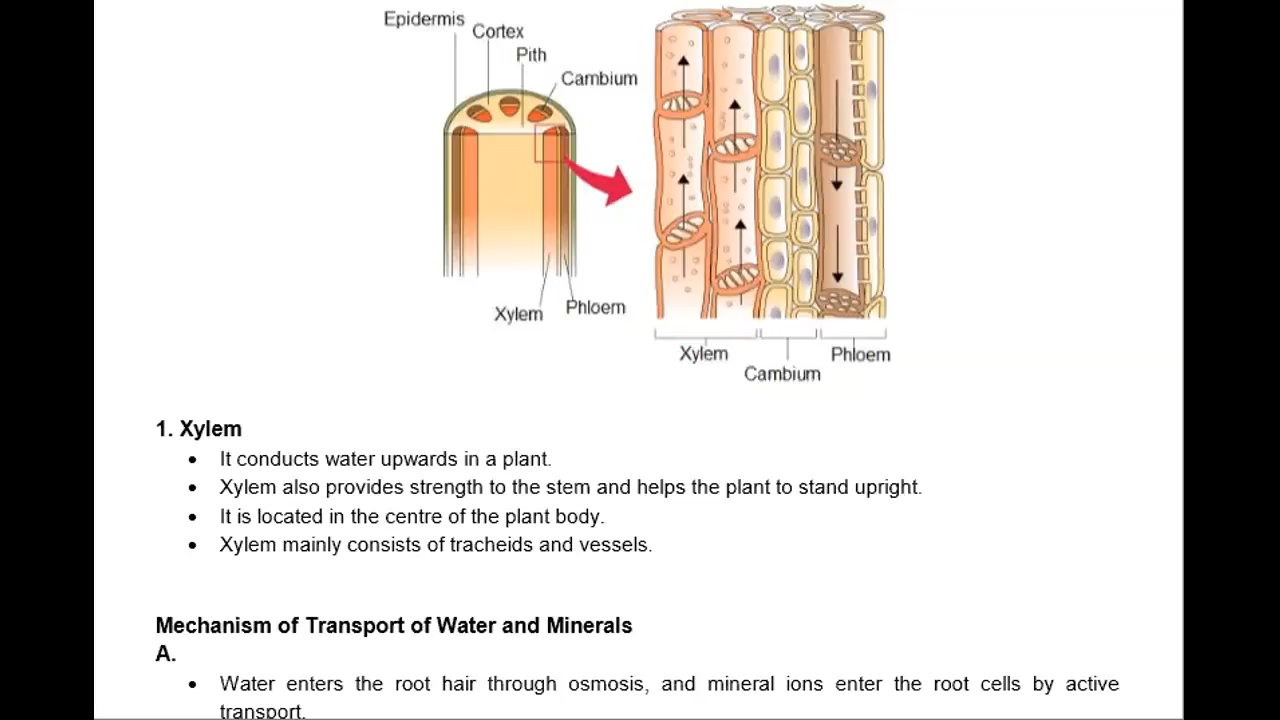 Epidermis
Cortex
Pith
Cambium
Xylem
Phloem
Xylem
Cambium
Phloem
1. Xylem
• It conducts water upwards in a plant.
• Xylem also provides strength to the stem and helps the plant to stand upright.
• It is located in the centre of the plant body.
• Xylem mainly consists of tracheids and vessels.
Mechanism of Transport of Water and Minerals
A.
• Water enters the root hair through osmosis, and mineral ions enter the root cells by active
transport.